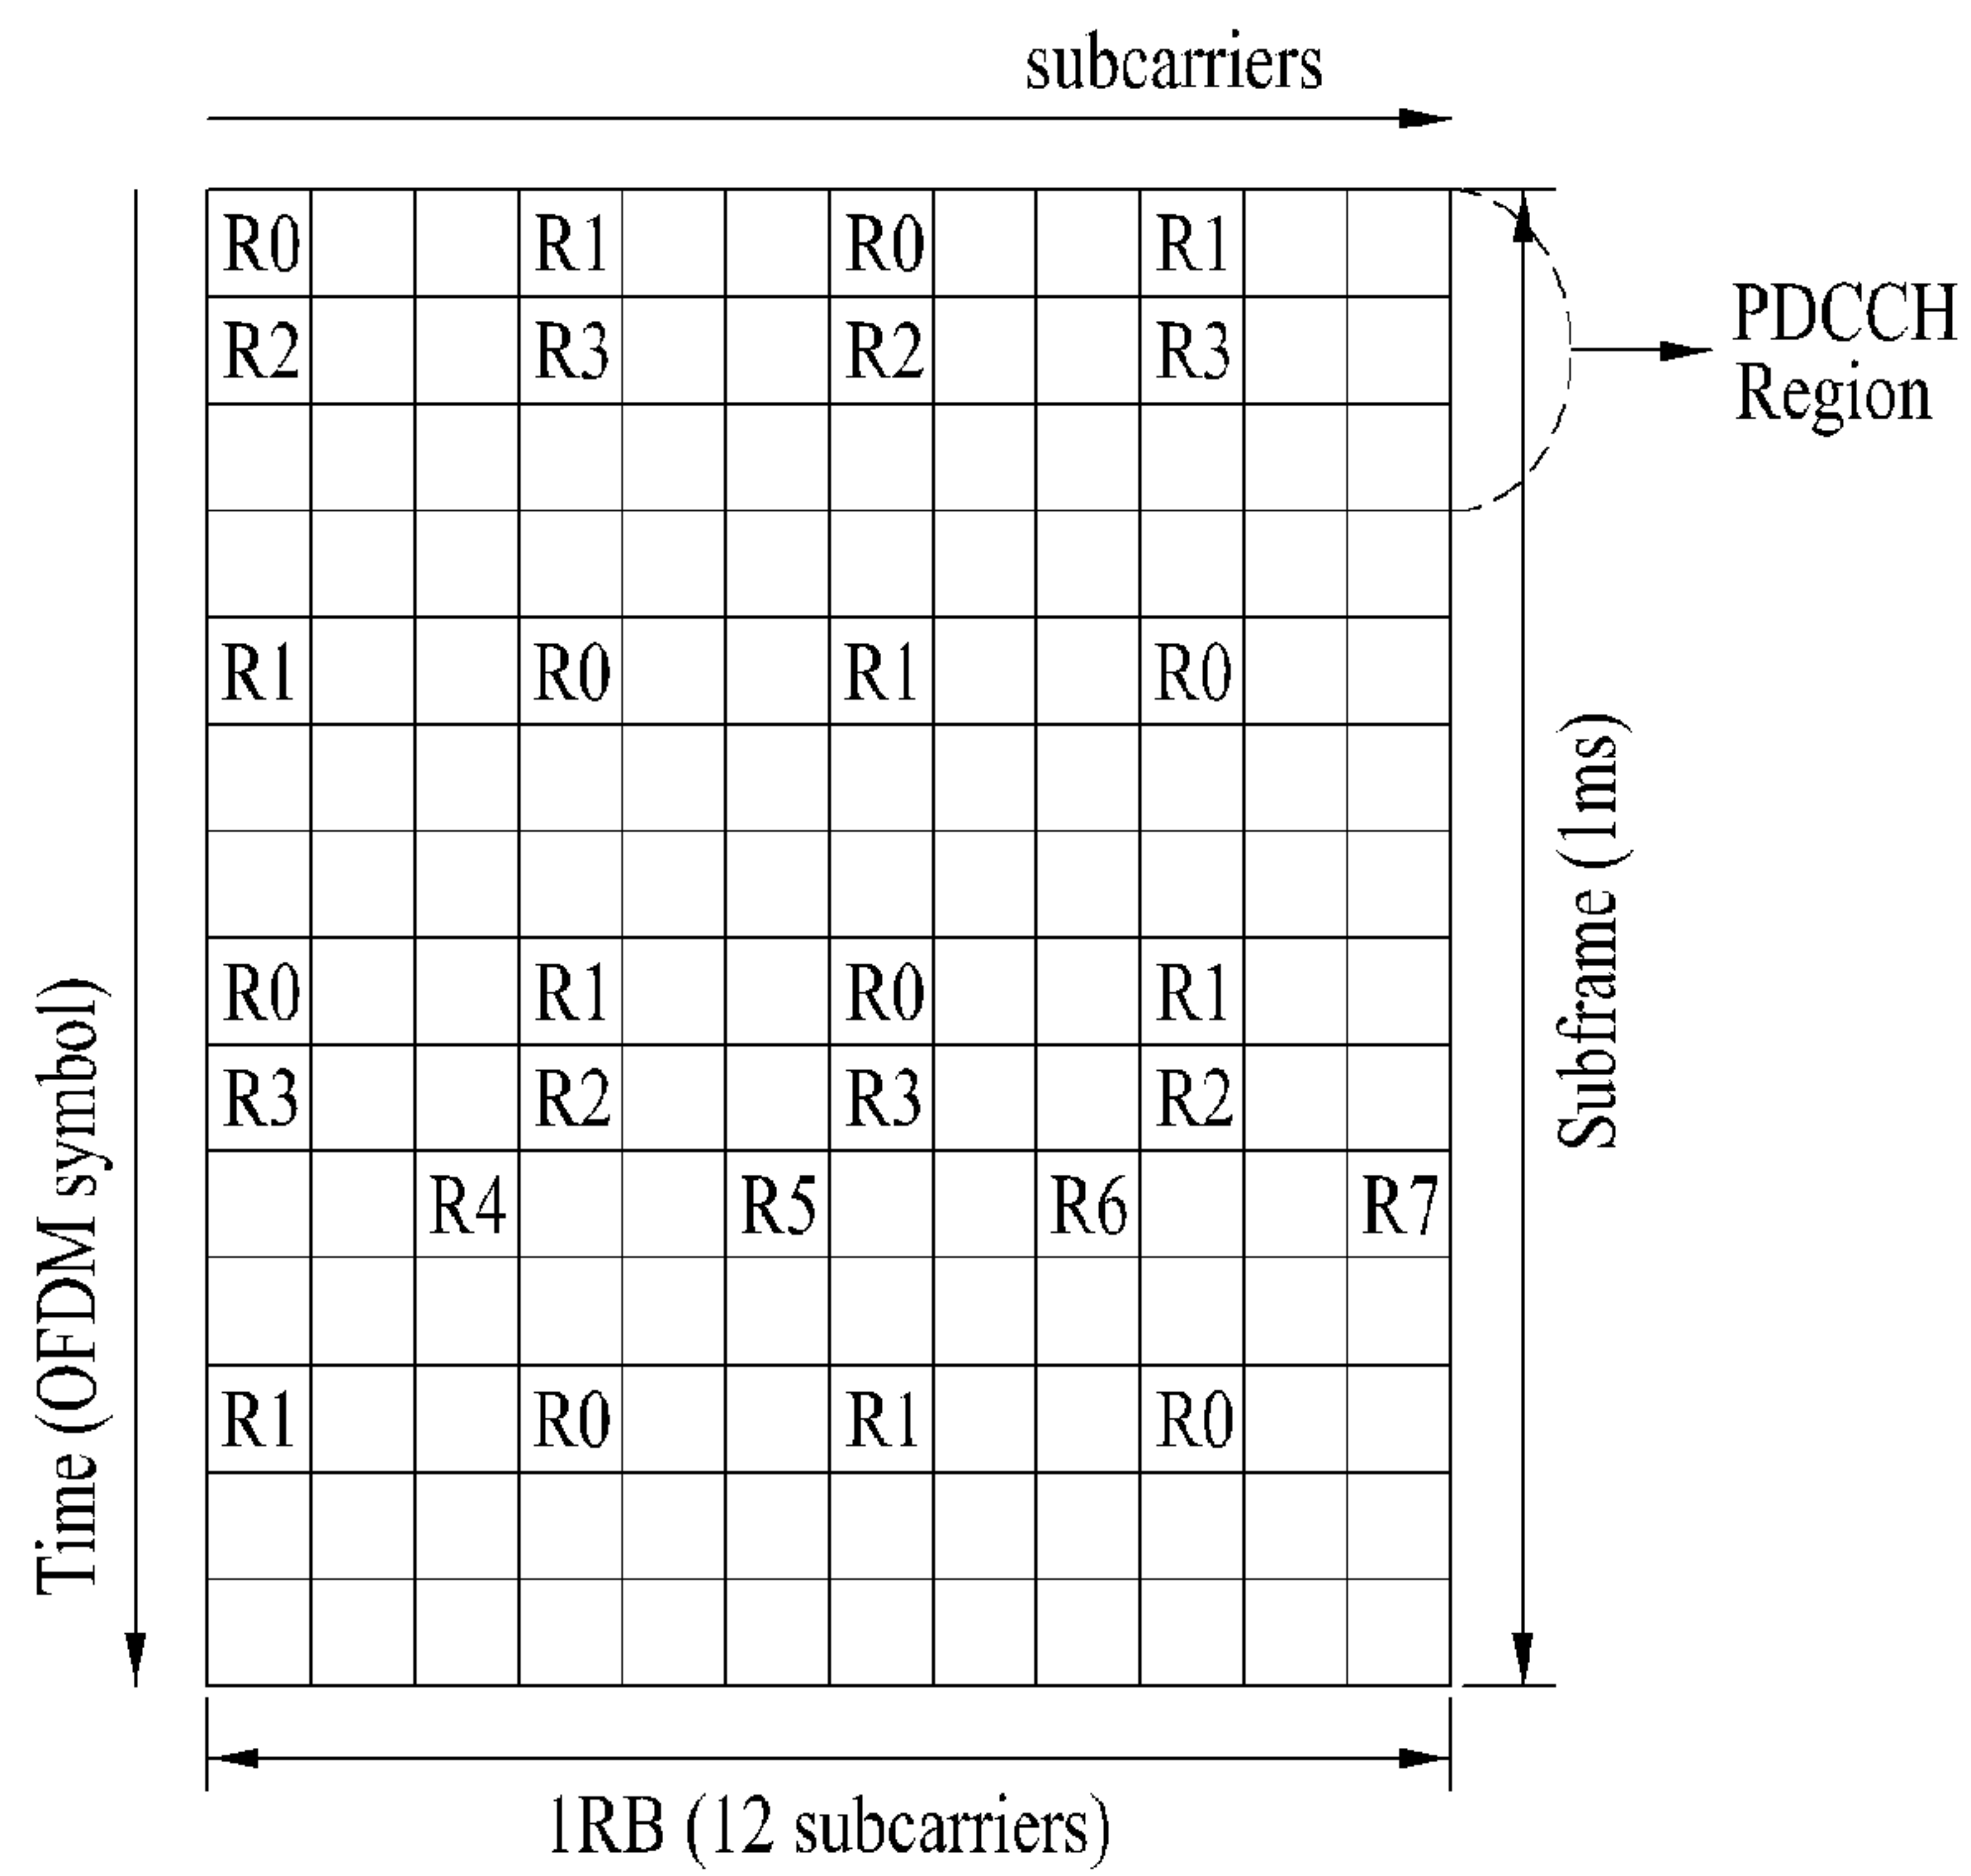 subcarriers
R0 R1 R0 R1
R2 R3 R2 R3
PDCCH
Region
R1 R0 R1 R0
R0 R1 R0 R1
R3 R2 R3 R2
R4 R5 R6 R7
R1 R0 R1 R0
Time (OFDM symbol)
Subframe (1ms)
1RB (12 subcarriers)